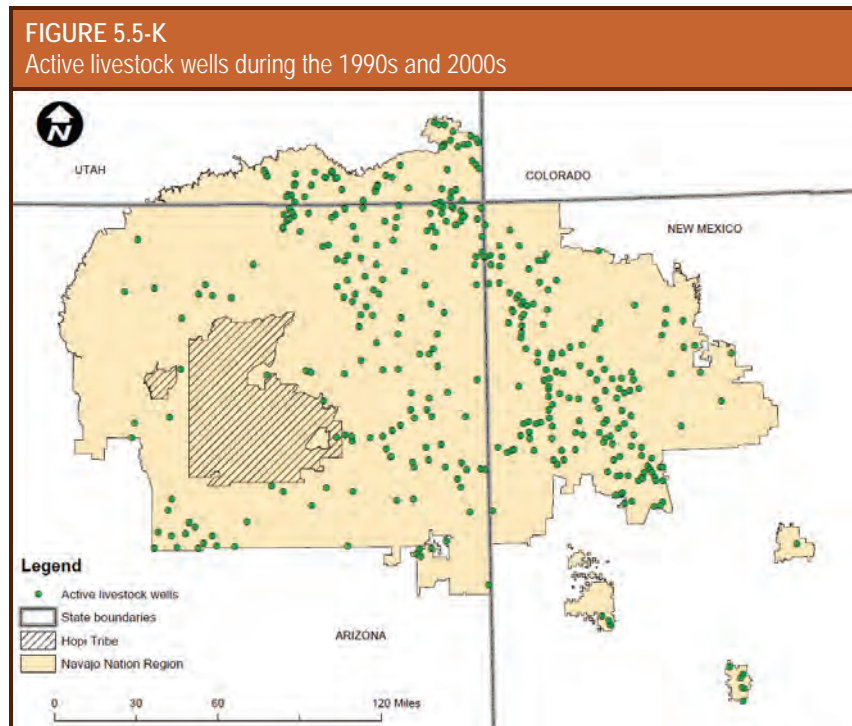 FIGURE 5.5-K
Active livestock wells during the 1990s and 2000s
N
UTAH
COLORADO
NEW MEXICO
Legend
Active livestock wells
State boundaries
Hopi Tribe
Navajo Nation Region
ARIZONA
0 30 60 120 Miles